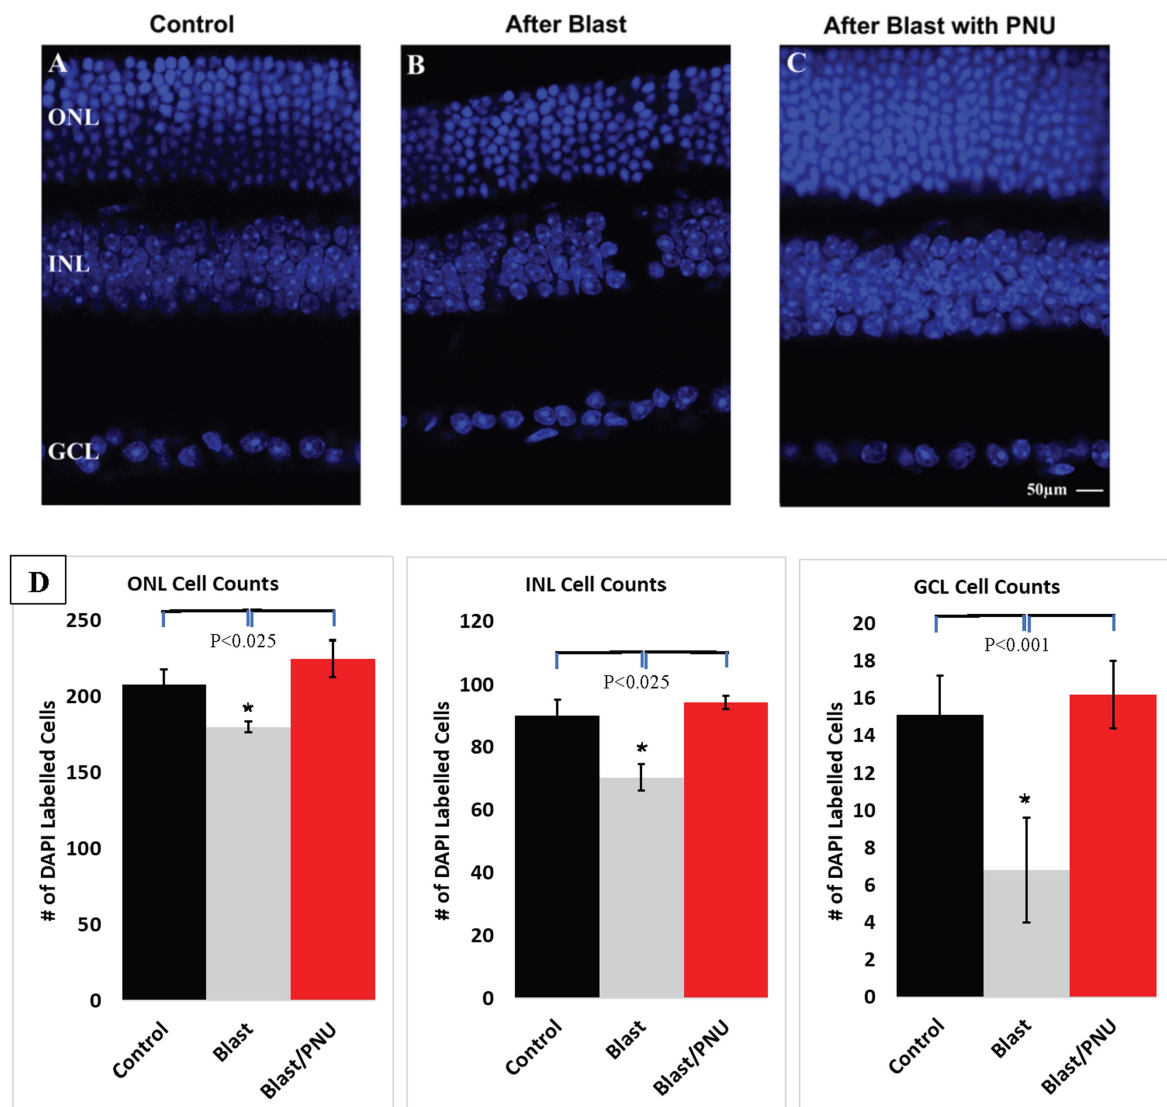 Control
After Blast
After Blast with PNU
A
B
C
ONL
INL
GCL
50µm
D
ONL Cell Counts
P<0.025
# of DAPI Labelled Cells
250
200
150
100
50
0
*
Control
Blast
Blast/PNU
INL Cell Counts
P<0.025
# of DAPI Labelled Cells
120
100
80
60
40
20
0
*
Control
Blast
Blast/PNU
GCL Cell Counts
P<0.001
# of DAPI Labelled Cells
20
18
16
14
12
10
8
6
4
2
0
*
Control
Blast
Blast/PNU